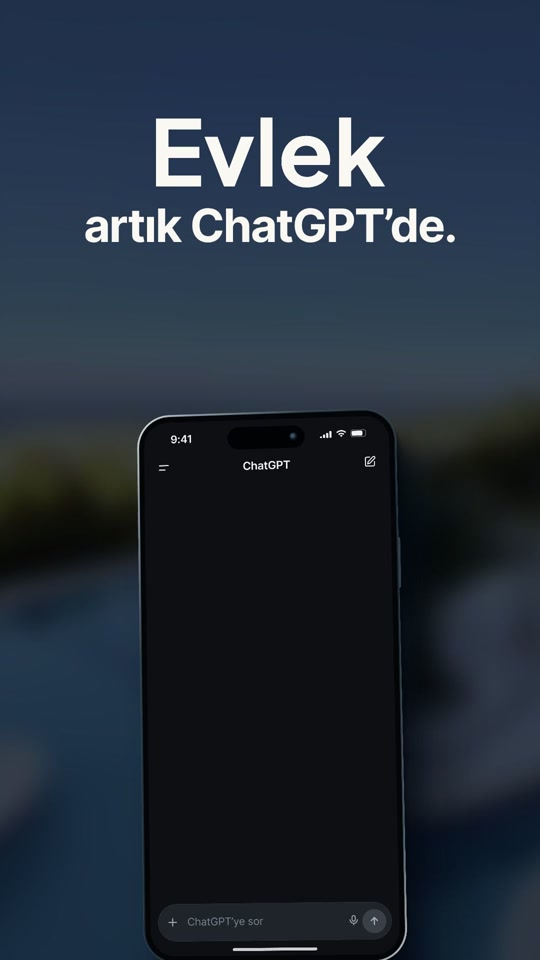 Evlek
artık ChatGPT’de.
9:41
ChatGPT
ChatGPT’ye sor